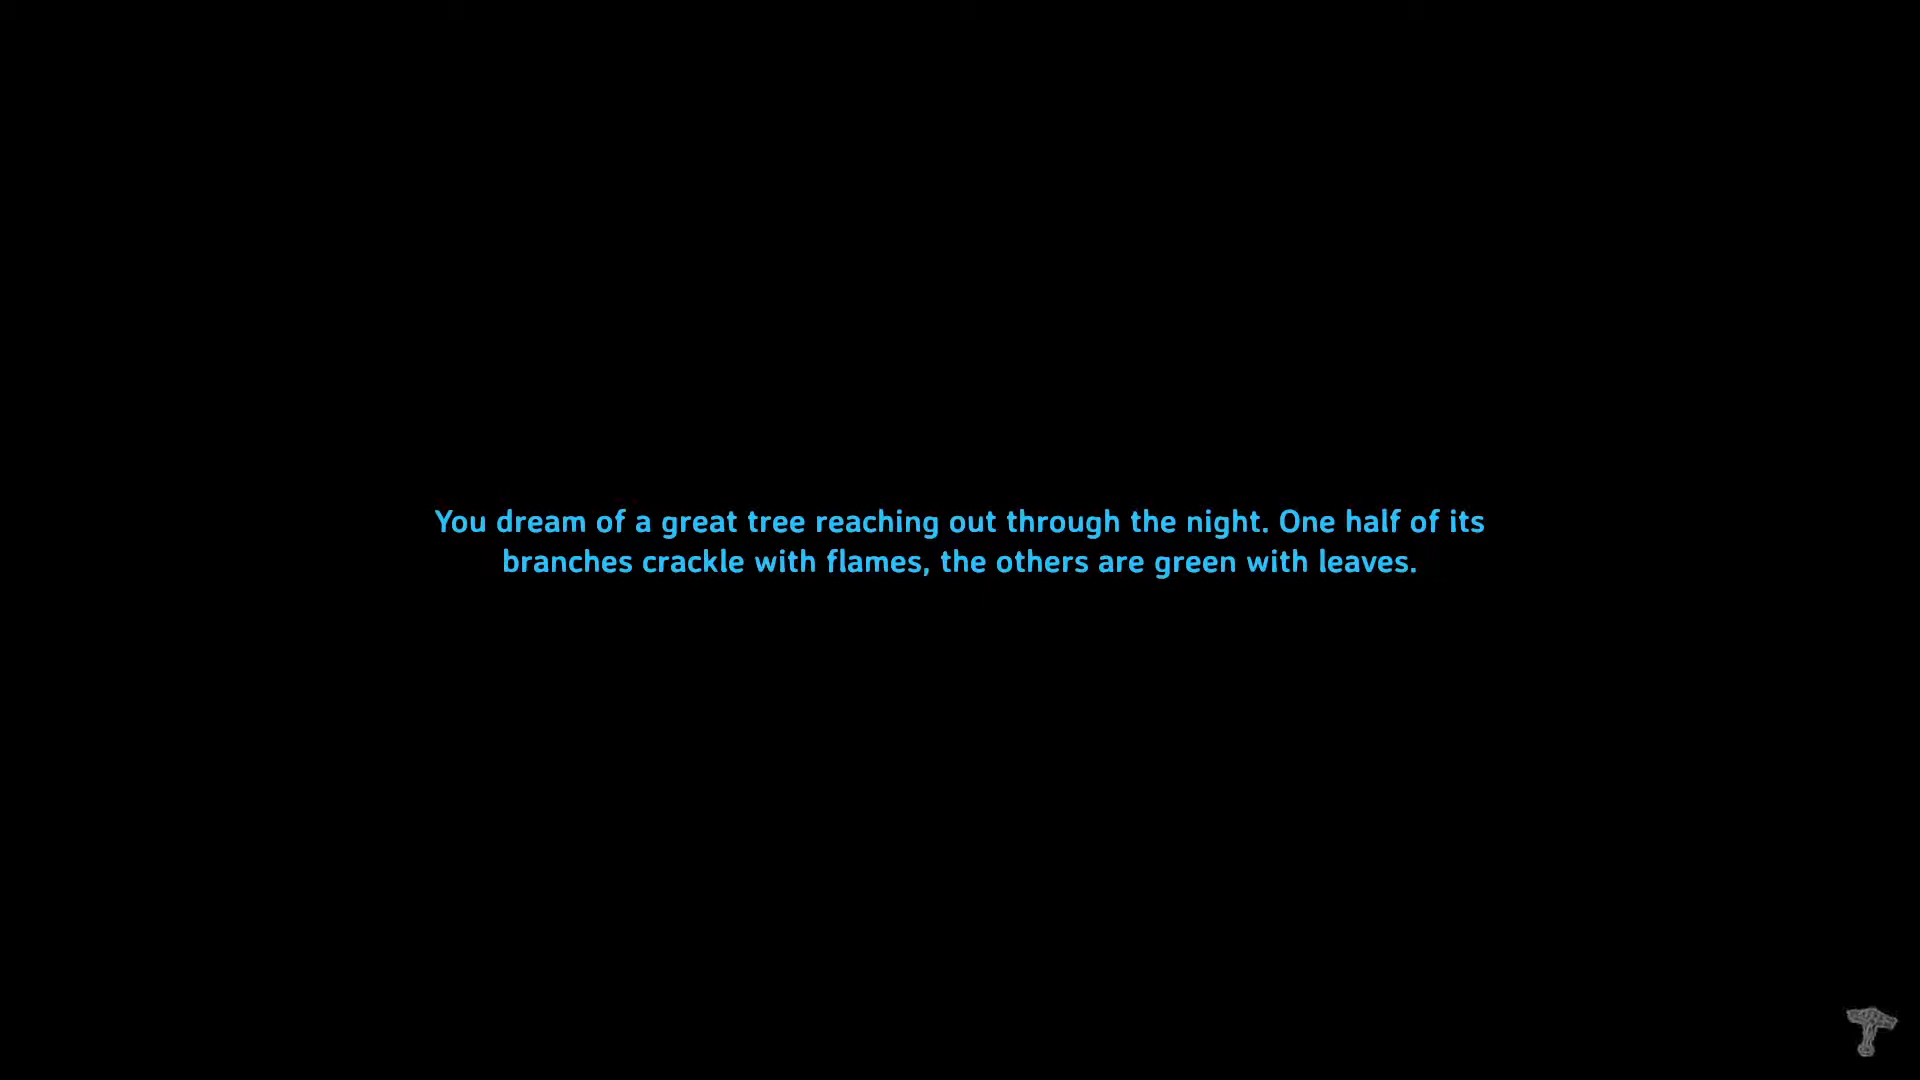 You dream of a great tree reaching out through the night. One half of its
branches crackle with flames, the others are green with leaves.